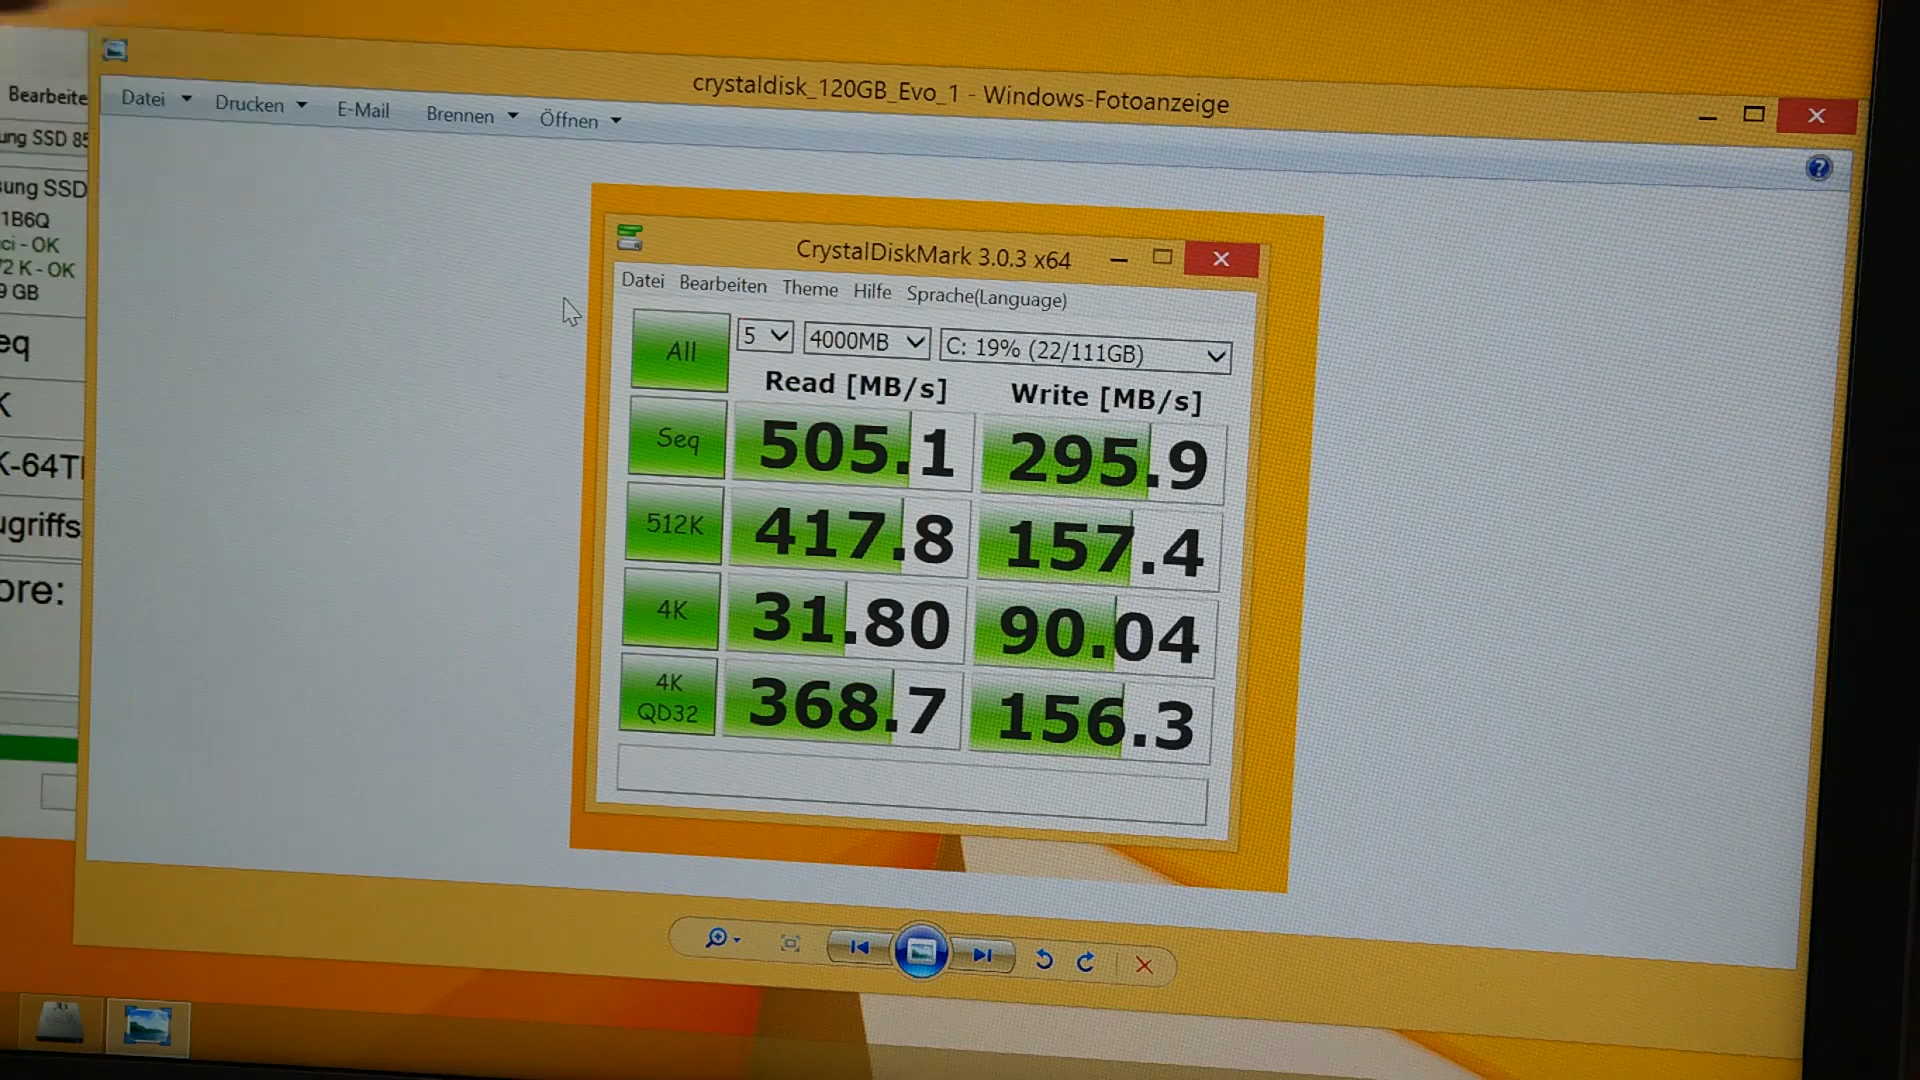 crystaldisk_120GB_Evo_1 - Windows-Fotoanzeige
Datei Drucken E-Mail Brennen Öffnen
Bearbeite
ung SSD 85
sung SSD
1B6Q
ci - OK
72 K - OK
9 GB
eq
K
K-64T
ugriffs
ore:
CrystalDiskMark 3.0.3 x64
Datei Bearbeiten Theme Hilfe Sprache(Language)
All 5 4000MB C: 19% (22/111GB)
Read [MB/s] Write [MB/s]
Seq 505.1 295.9
512K 417.8 157.4
4K 31.80 90.04
4K
QD32 368.7 156.3